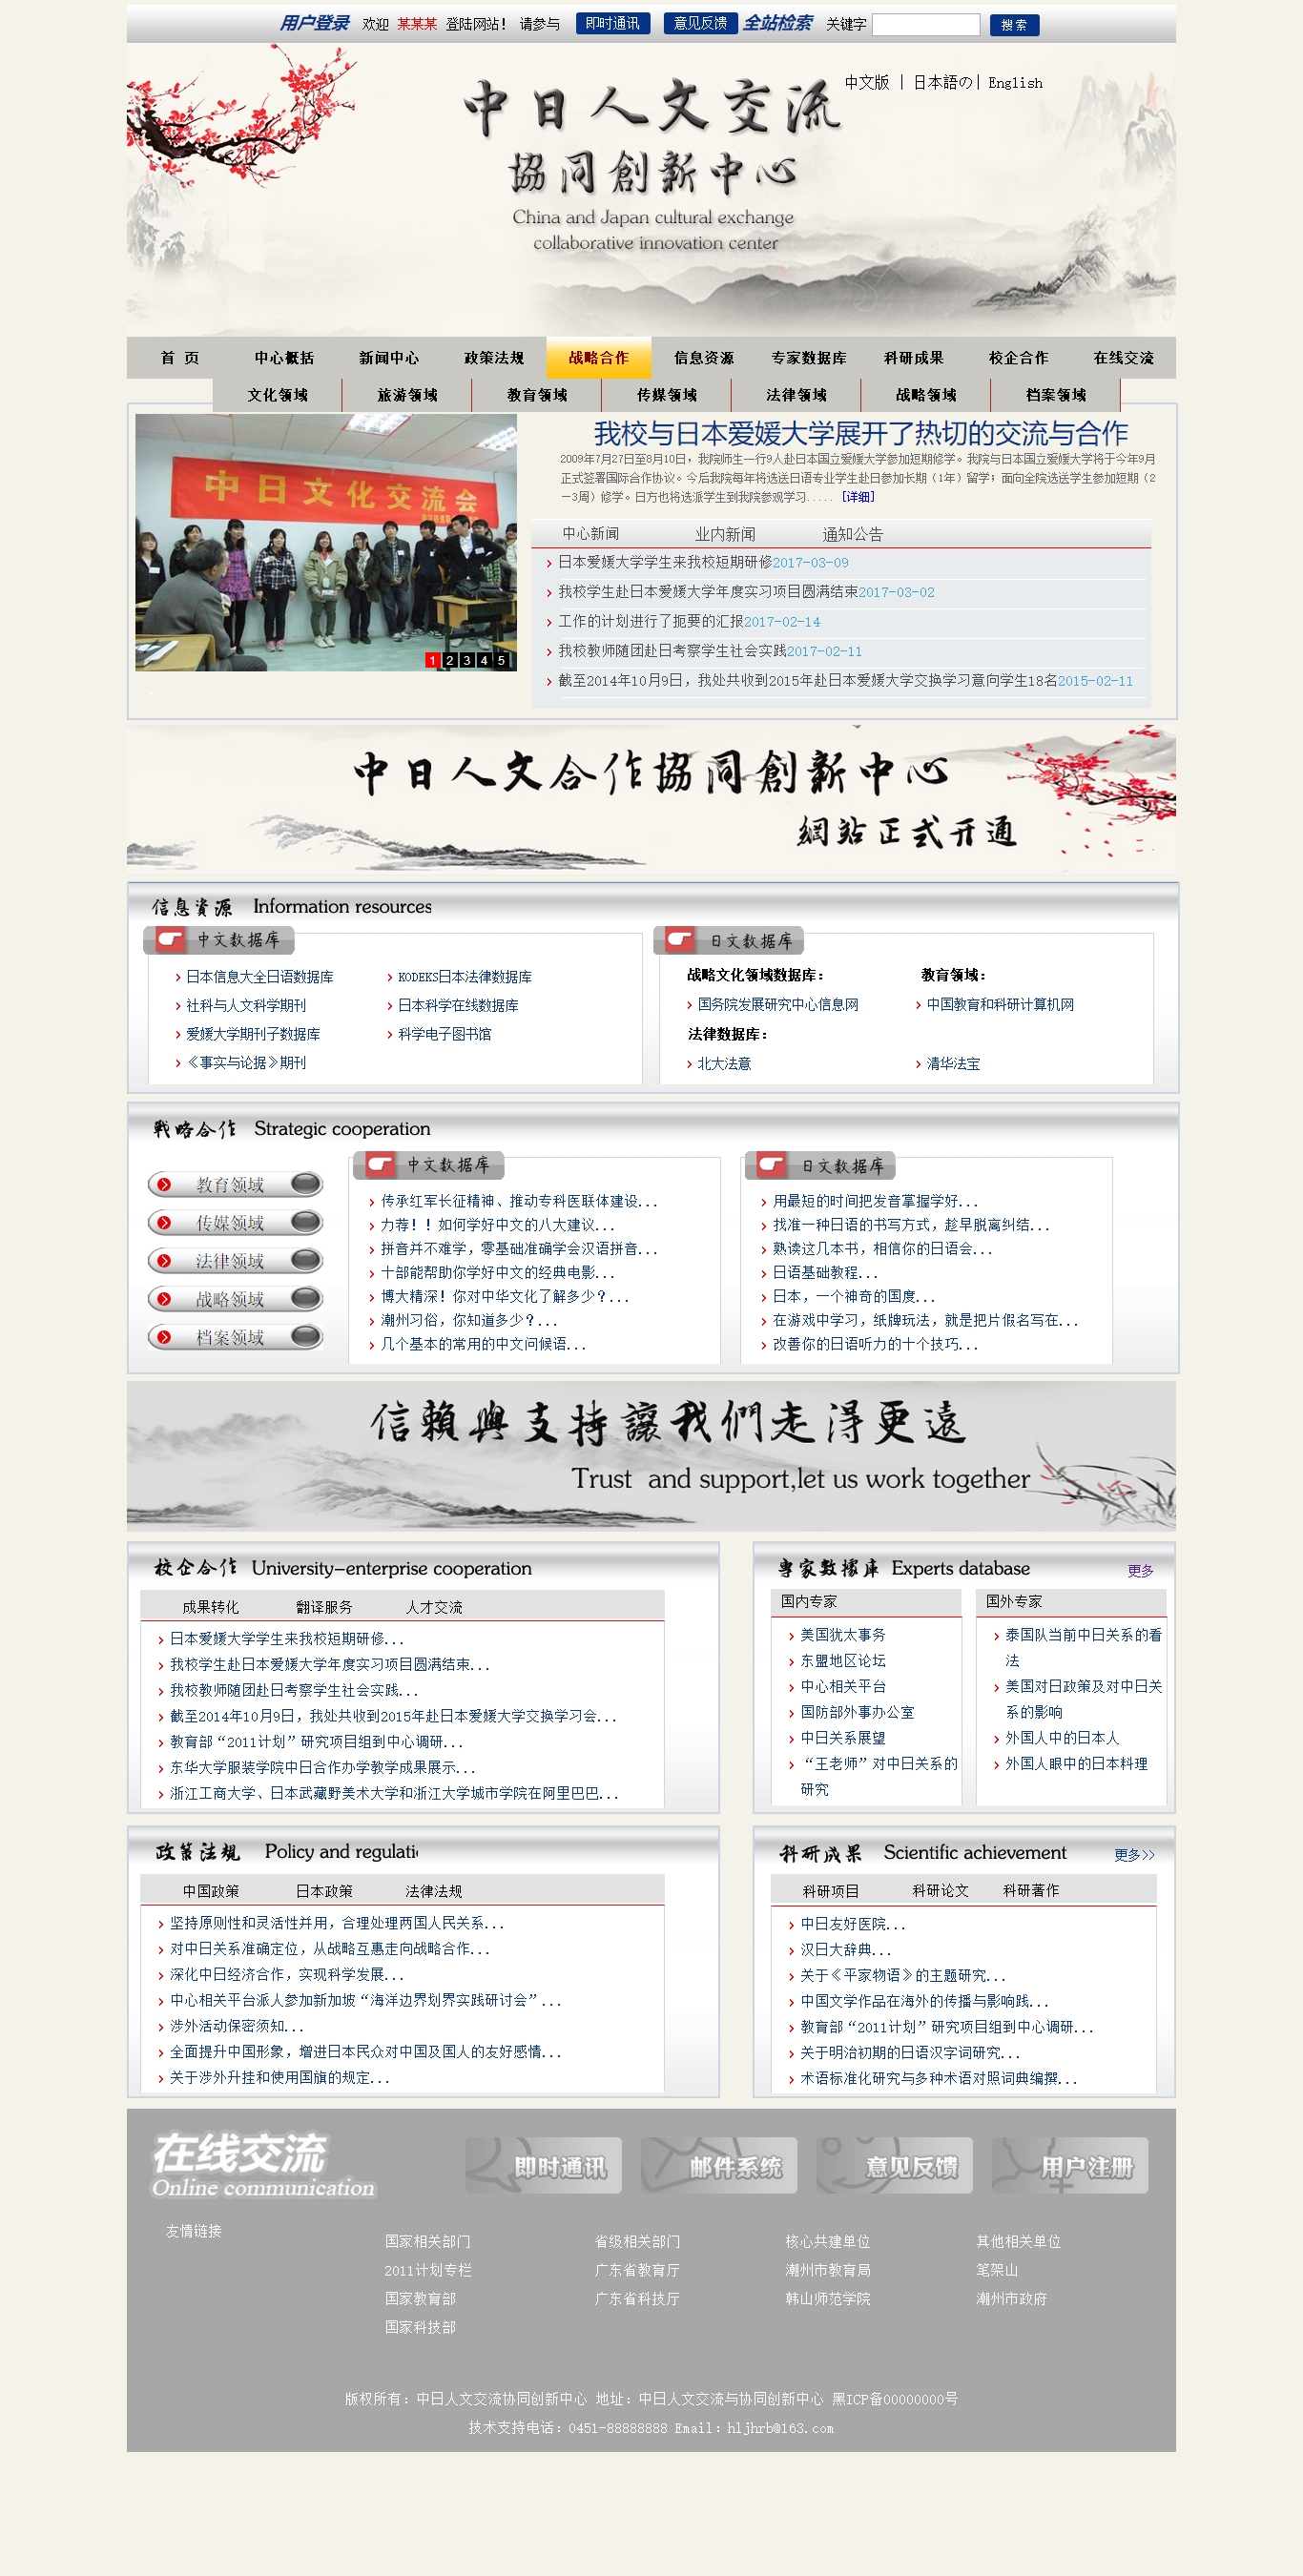 用户登录 欢迎 某某某 登陆网站! 请参与 即时通讯 意见反馈 全站检索 关键字 搜索
中文版 | 日本語の| English
中日人文交流
協同創新中心
China and Japan cultural exchange
collaborative innovation center
首 页 中心概括 新闻中心 政策法规 战略合作 信息资源 专家数据库 科研成果 校企合作 在线交流
文化领域 旅游领域 教育领域 传媒领域 法律领域 战略领域 档案领域
中日文化交流会
1 2 3 4 5
我校与日本爱媛大学展开了热切的交流与合作
2009年7月27日至8月10日，我院师生一行9人赴日本国立爱媛大学参加短期修学。我院与日本国立爱媛大学将于今年9月
正式签署国际合作协议。今后我院每年将选送日语专业学生赴日参加长期（1年）留学；面向全院选送学生参加短期（2
－3周）修学。日方也将选派学生到我院参观学习..... [详细]
中心新闻 业内新闻 通知公告
日本爱媛大学学生来我校短期研修2017-03-09
我校学生赴日本爱媛大学年度实习项目圆满结束2017-03-02
工作的计划进行了扼要的汇报2017-02-14
我校教师随团赴日考察学生社会实践2017-02-11
截至2014年10月9日，我处共收到2015年赴日本爱媛大学交换学习意向学生18名2015-02-11
中日人文合作協同創新中心
網站正式开通
信息資源 Information resources
中文数据库
日本信息大全日语数据库 KODEKS日本法律数据库
社科与人文科学期刊 日本科学在线数据库
爱媛大学期刊子数据库 科学电子图书馆
《事实与论据》期刊
日文数据库
战略文化领域数据库： 教育领域：
国务院发展研究中心信息网 中国教育和科研计算机网
法律数据库：
北大法意 清华法宝
戰略合作 Strategic cooperation
教育领域
传媒领域
法律领域
战略领域
档案领域
中文数据库
传承红军长征精神、推动专科医联体建设...
力荐！！如何学好中文的八大建议...
拼音并不难学，零基础准确学会汉语拼音...
十部能帮助你学好中文的经典电影...
博大精深！你对中华文化了解多少？...
潮州习俗，你知道多少？...
几个基本的常用的中文问候语...
日文数据库
用最短的时间把发音掌握学好...
找准一种日语的书写方式，趁早脱离纠结...
熟读这几本书，相信你的日语会...
日语基础教程...
日本，一个神奇的国度...
在游戏中学习，纸牌玩法，就是把片假名写在...
改善你的日语听力的十个技巧...
信賴與支持讓我們走得更遠
Trust and support,let us work together
校企合作 University-enterprise cooperation
成果转化 翻译服务 人才交流
日本爱媛大学学生来我校短期研修...
我校学生赴日本爱媛大学年度实习项目圆满结束...
我校教师随团赴日考察学生社会实践...
截至2014年10月9日，我处共收到2015年赴日本爱媛大学交换学习会...
教育部“2011计划”研究项目组到中心调研...
东华大学服装学院中日合作办学教学成果展示...
浙江工商大学、日本武藏野美术大学和浙江大学城市学院在阿里巴巴...
專家數據庫 Experts database 更多
国内专家
美国犹太事务
东盟地区论坛
中心相关平台
国防部外事办公室
中日关系展望
“王老师”对中日关系的
研究
国外专家
泰国队当前中日关系的看
法
美国对日政策及对中日关
系的影响
外国人中的日本人
外国人眼中的日本料理
政策法规 Policy and regulati
中国政策 日本政策 法律法规
坚持原则性和灵活性并用，合理处理两国人民关系...
对中日关系准确定位，从战略互惠走向战略合作...
深化中日经济合作，实现科学发展...
中心相关平台派人参加新加坡“海洋边界划界实践研讨会”...
涉外活动保密须知...
全面提升中国形象，增进日本民众对中国及国人的友好感情...
关于涉外升挂和使用国旗的规定...
科研成果 Scientific achievement 更多>>
科研项目 科研论文 科研著作
中日友好医院...
汉日大辞典...
关于《平家物语》的主题研究...
中国文学作品在海外的传播与影响践...
教育部“2011计划”研究项目组到中心调研...
关于明治初期的日语汉字词研究...
术语标准化研究与多种术语对照词典编撰...
在线交流
Online communication
即时通讯 邮件系统 意见反馈 用户注册
友情链接
国家相关部门 省级相关部门 核心共建单位 其他相关单位
2011计划专栏 广东省教育厅 潮州市教育局 笔架山
国家教育部 广东省科技厅 韩山师范学院 潮州市政府
国家科技部
版权所有：中日人文交流协同创新中心 地址：中日人文交流与协同创新中心 黑ICP备00000000号
技术支持电话：0451-88888888 Email：hljhrb@163.com